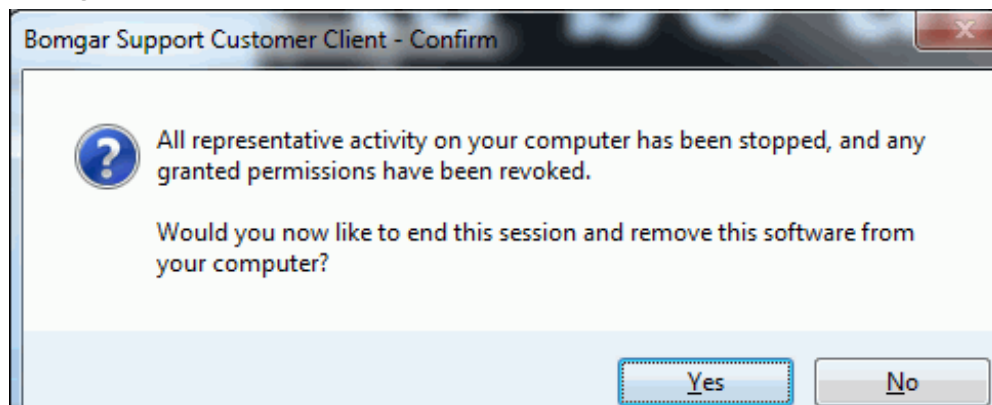 Bomgar Support Customer Client - Confirm
All representative activity on your computer has been stopped, and any
granted permissions have been revoked.
Would you now like to end this session and remove this software from
your computer?
Yes
No